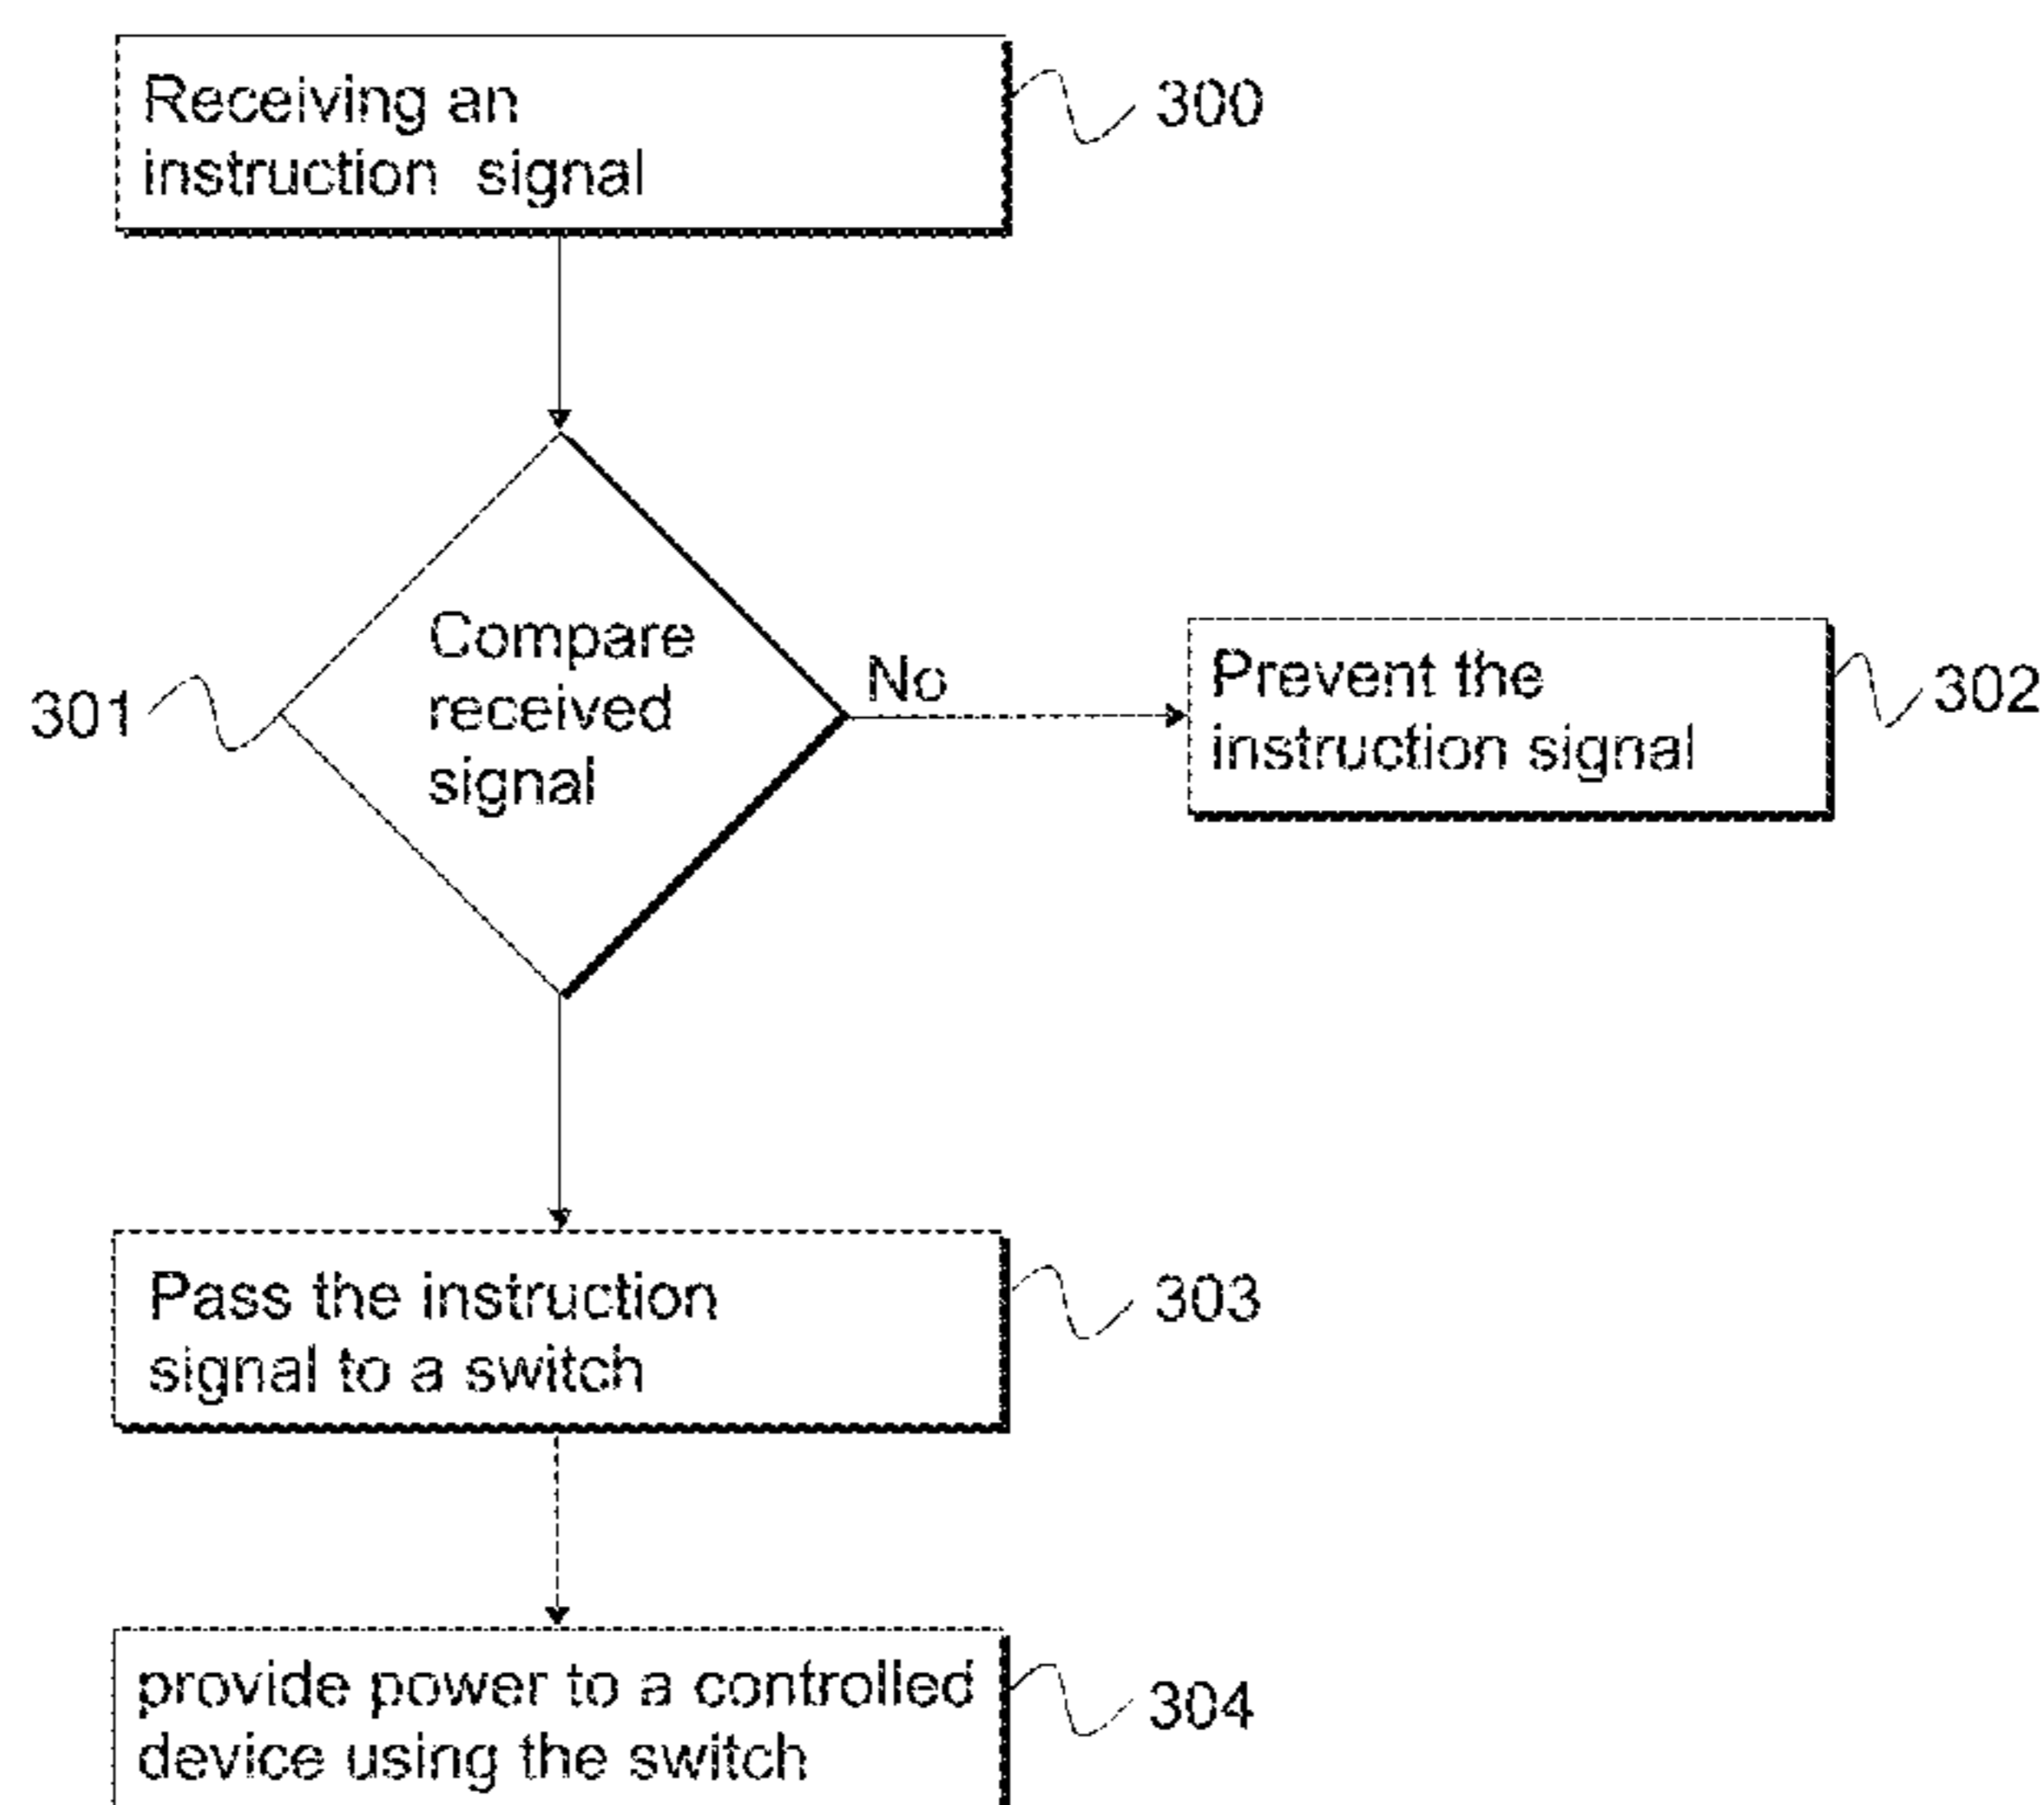 Receiving an
instruction signal
300
Compare
received
signal
301
No
Prevent the
instruction signal
302
Pass the instruction
signal to a switch
303
provide power to a controlled
device using the switch
304